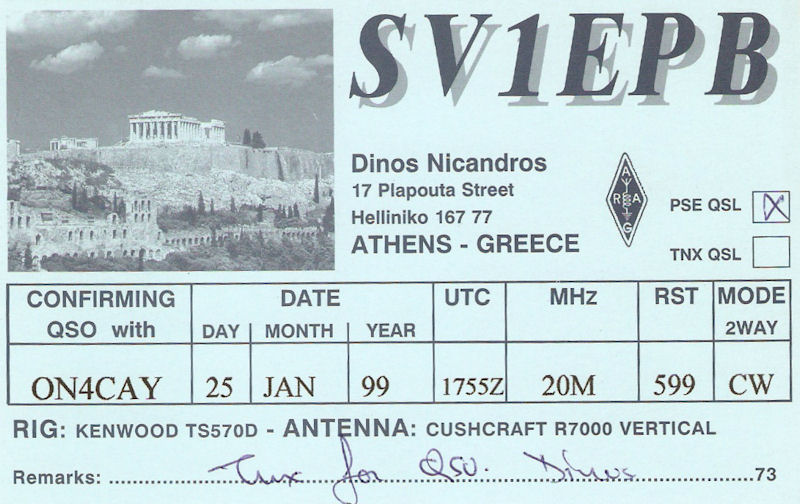 SV1EPB
Dinos Nicandros
17 Plapouta Street
Helliniko 167 77
ATHENS - GREECE
A
R E A
G
PSE QSL X
TNX QSL
CONFIRMING QSO with DATE DAY MONTH YEAR UTC MHz RST MODE 2WAY
ON4CAY 25 JAN 99 1755Z 20M 599 CW
RIG: KENWOOD TS570D - ANTENNA: CUSHCRAFT R7000 VERTICAL
Remarks: Tnx for QSO. Dinos 73